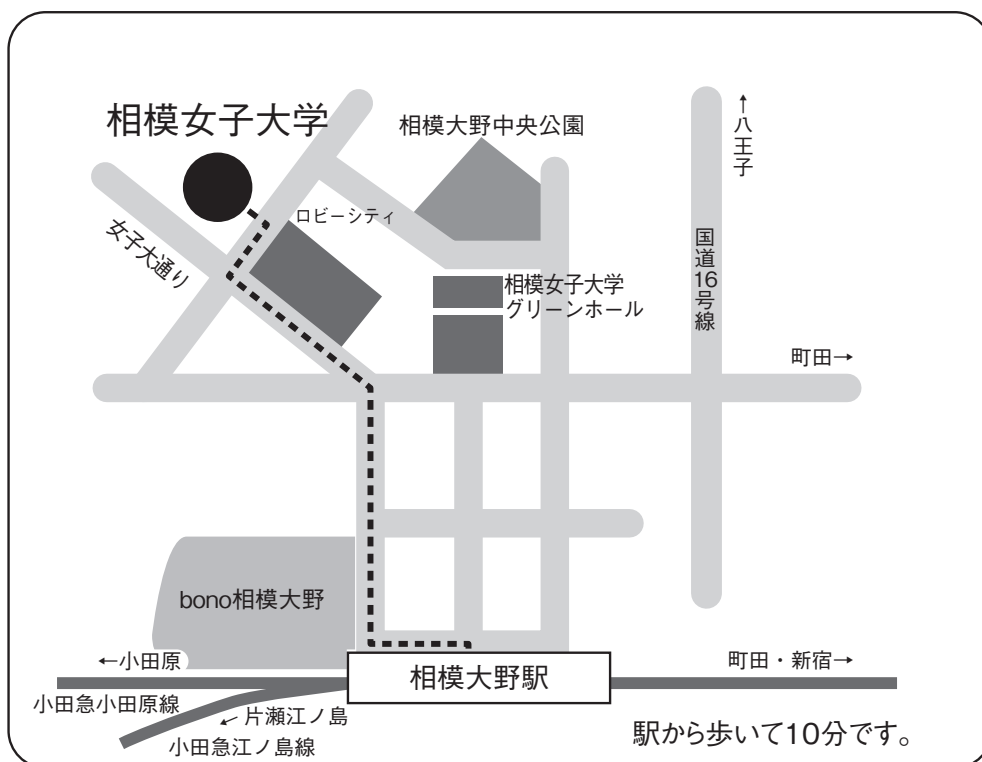 相模女子大学
相模大野中央公園
↑八王子
ロビーシティ
女子大通り
国道16号線
相模女子大学
グリーンホール
町田→
bono相模大野
←小田原
相模大野駅
町田・新宿→
小田急小田原線
←片瀬江ノ島
小田急江ノ島線
駅から歩いて10分です。